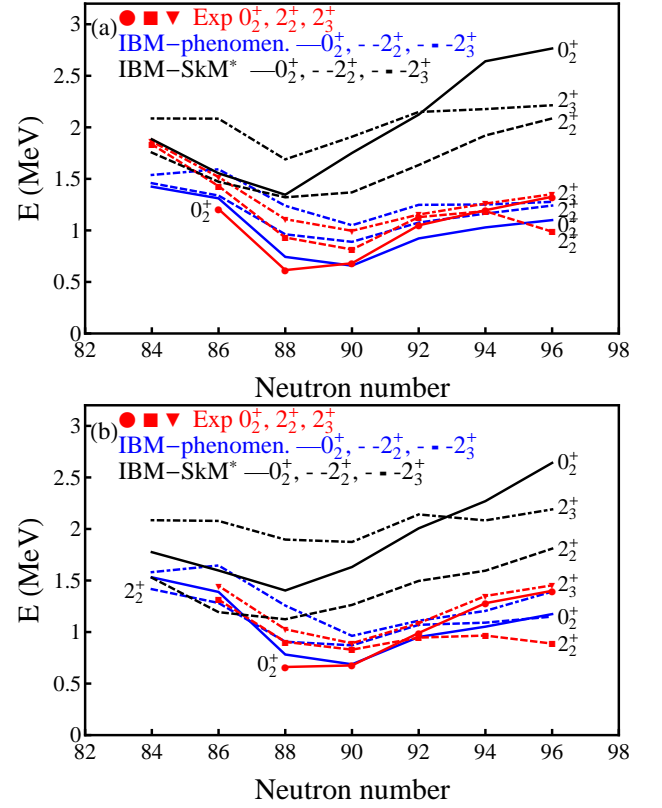 (a) Exp 0₂⁺, 2₂⁺, 2₃⁺
IBM−phenomen. —0₂⁺, - -2₂⁺, - -2₃⁺
IBM−SkM* —0₂⁺, - -2₂⁺, - -2₃⁺
3
2.5
2
1.5
1
0.5
0
E (MeV)
0₂⁺
2₃⁺
2₂⁺
0₂⁺
2₃⁺
2₂⁺
0₂⁺
2₂⁺
82 84 86 88 90 92 94 96 98
Neutron number
(b) Exp 0₂⁺, 2₂⁺, 2₃⁺
IBM−phenomen. —0₂⁺, - -2₂⁺, - -2₃⁺
IBM−SkM* —0₂⁺, - -2₂⁺, - -2₃⁺
3
2.5
2
1.5
1
0.5
0
E (MeV)
0₂⁺
2₃⁺
2₂⁺
2₂⁺
2₃⁺
0₂⁺
2₂⁺
0₂⁺
82 84 86 88 90 92 94 96 98
Neutron number